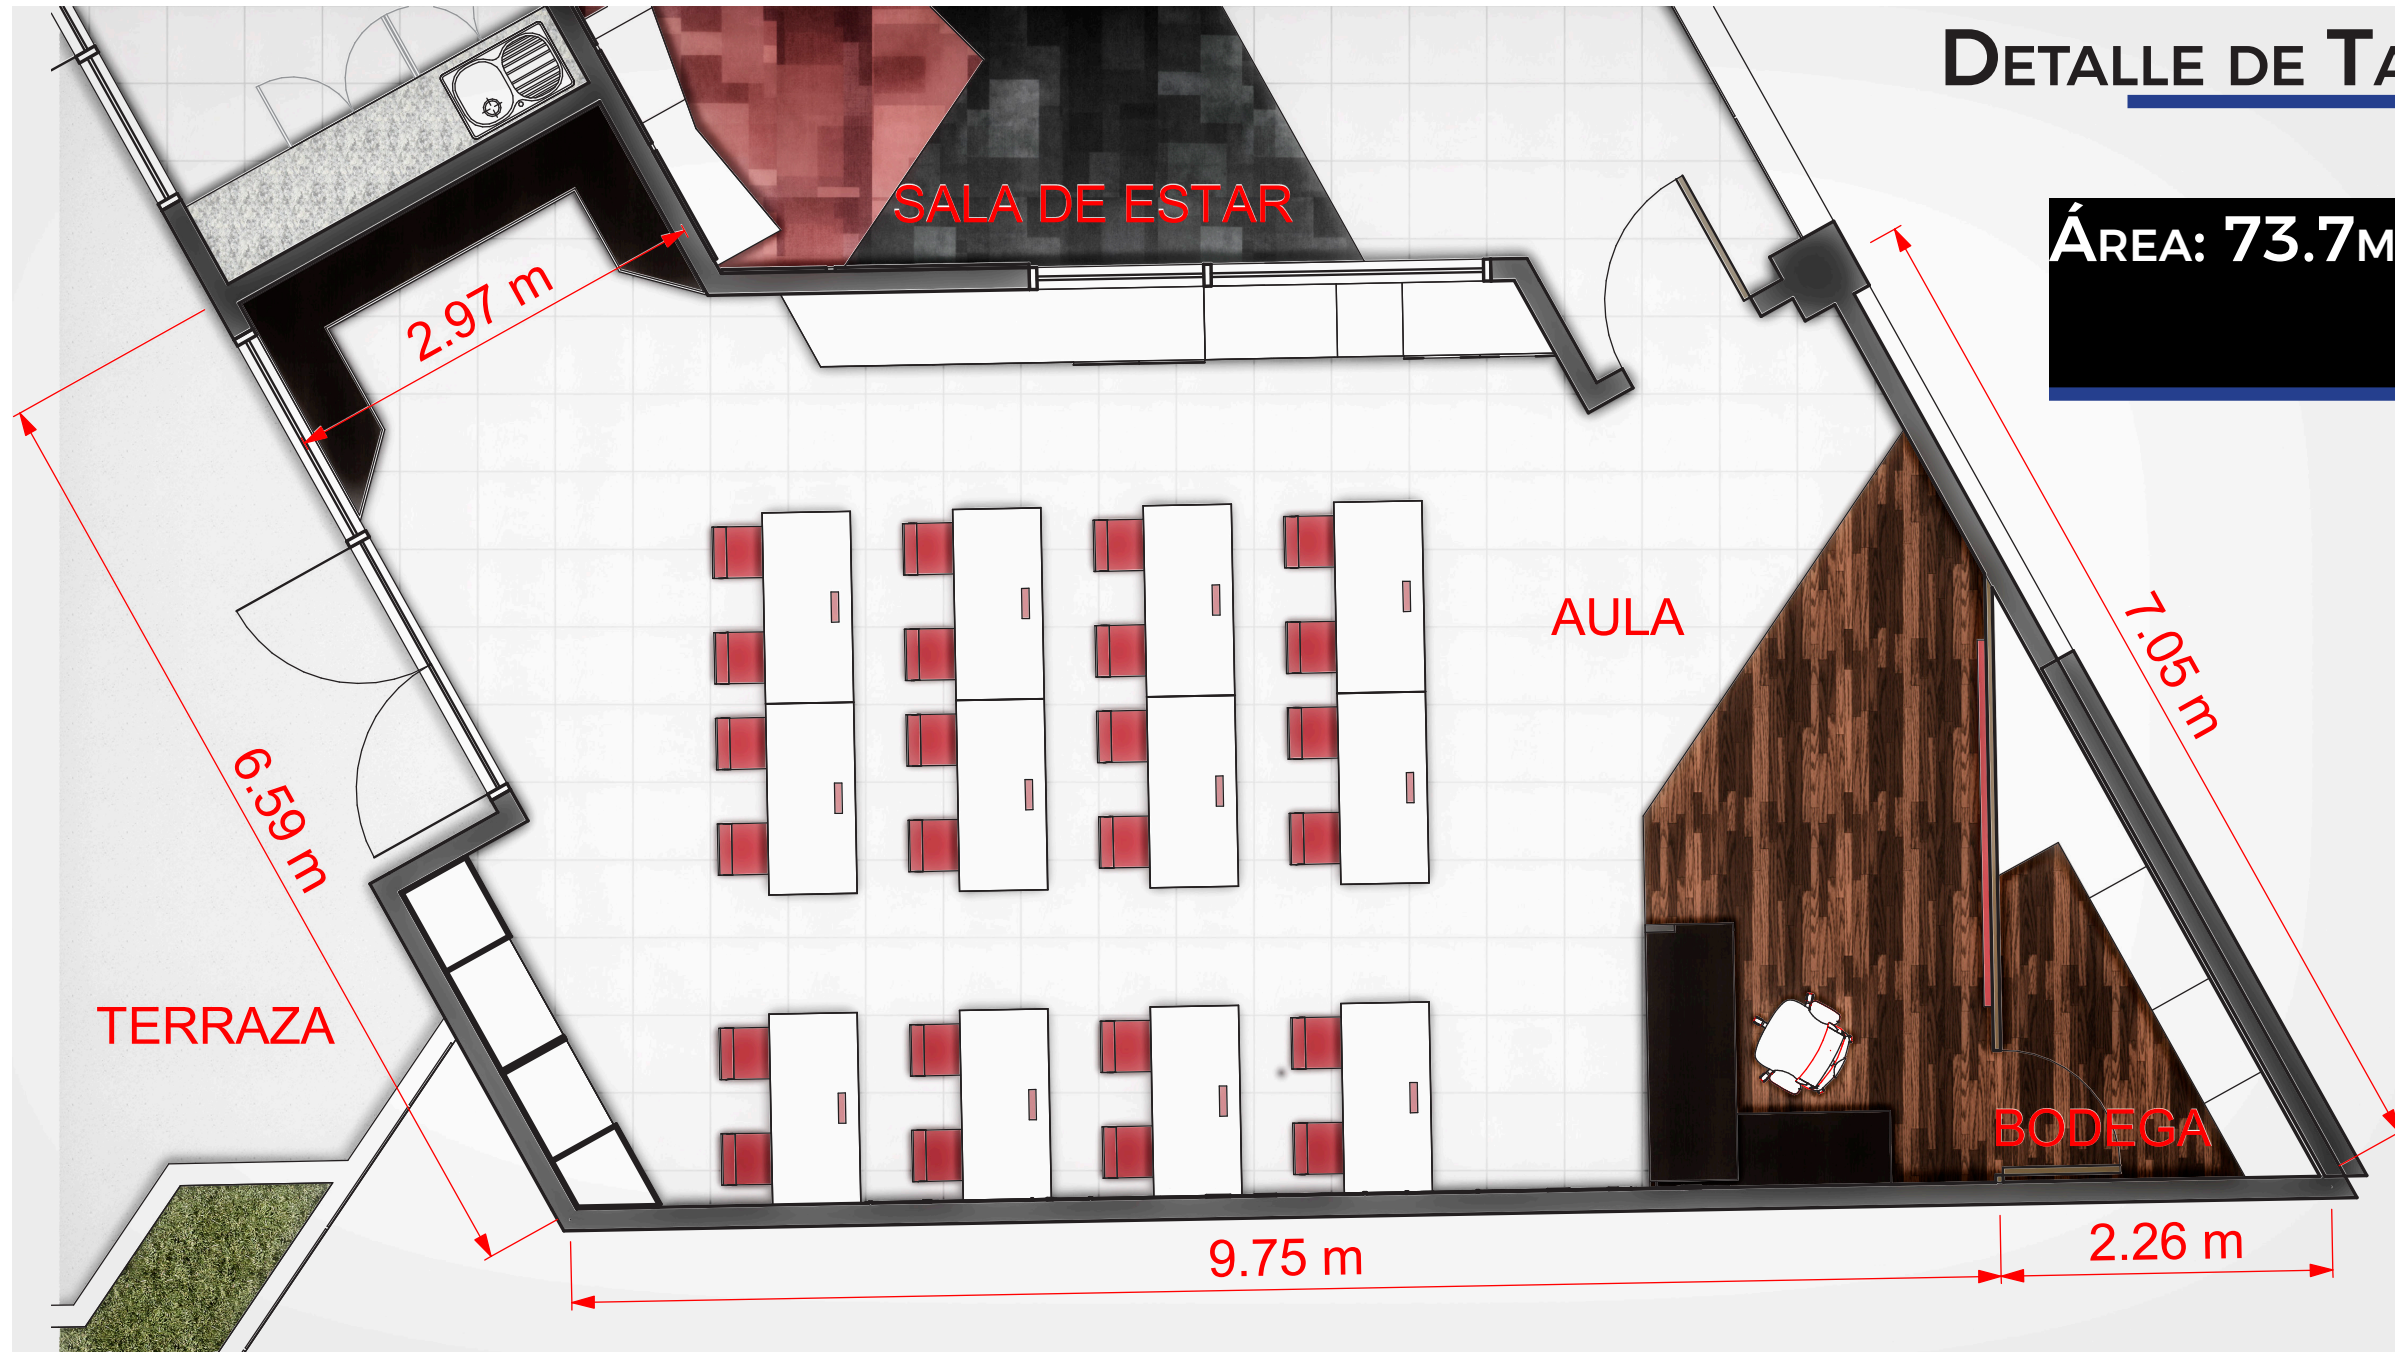 DETALLE DE TA
ÁREA: 73.7M
SALA DE ESTAR
2.97 m
AULA
7.05 m
6.59 m
TERRAZA
BODEGA
9.75 m
2.26 m